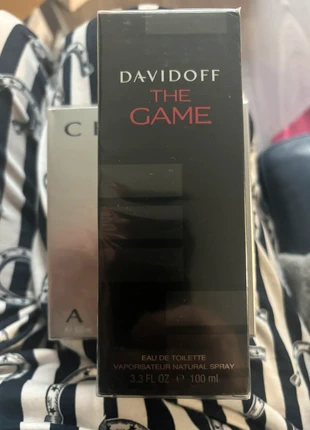 DAVIDOFF
THE
GAME
C
A
EAU DE TOILETTE
VAPORISATEUR NATURAL SPRAY
3.3 FL OZ ℮ 100 ml